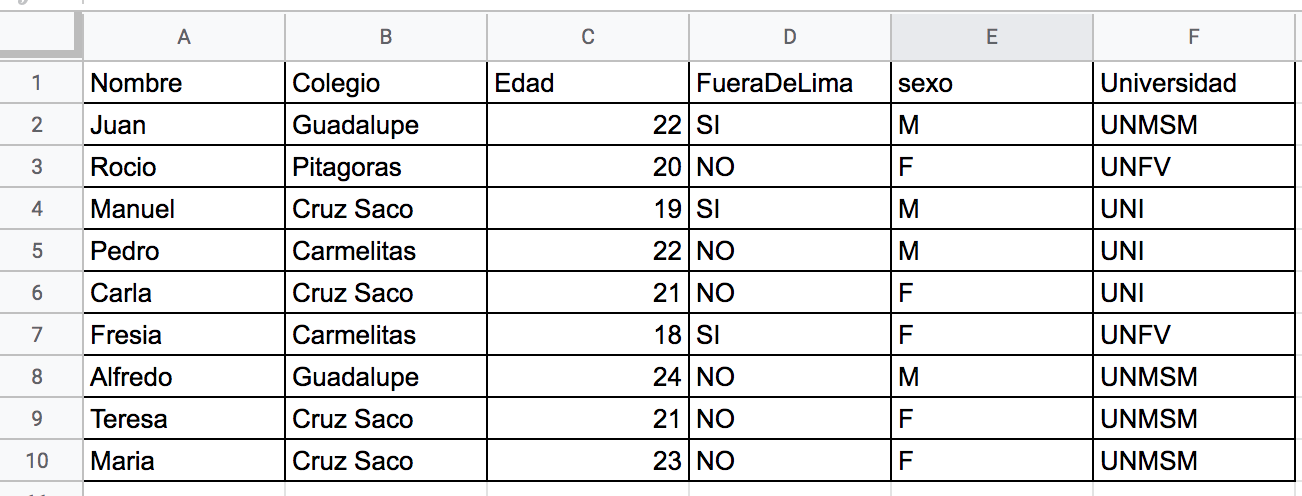 A B C D E F
1 Nombre Colegio Edad FueraDeLima sexo Universidad
2 Juan Guadalupe 22 SI M UNMSM
3 Rocio Pitagoras 20 NO F UNFV
4 Manuel Cruz Saco 19 SI M UNI
5 Pedro Carmelitas 22 NO M UNI
6 Carla Cruz Saco 21 NO F UNI
7 Fresia Carmelitas 18 SI F UNFV
8 Alfredo Guadalupe 24 NO M UNMSM
9 Teresa Cruz Saco 21 NO F UNMSM
10 Maria Cruz Saco 23 NO F UNMSM